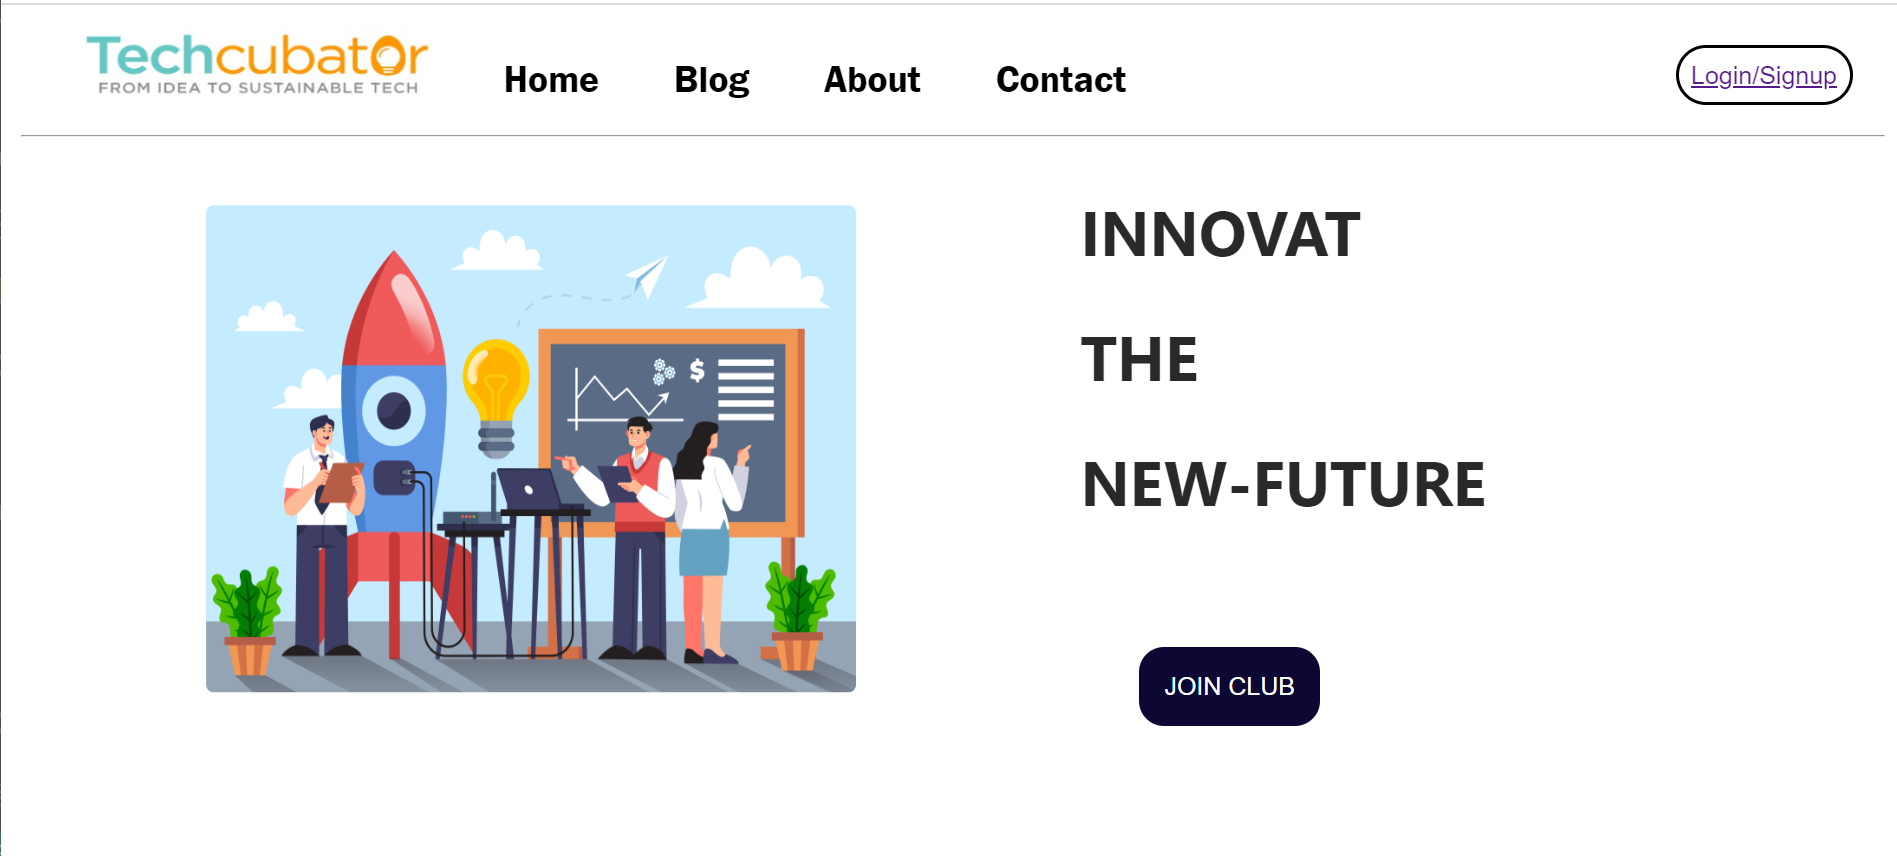 Techcubator
FROM IDEA TO SUSTAINABLE TECH
Home Blog About Contact
Login/Signup
INNOVAT
THE
NEW-FUTURE
$
JOIN CLUB